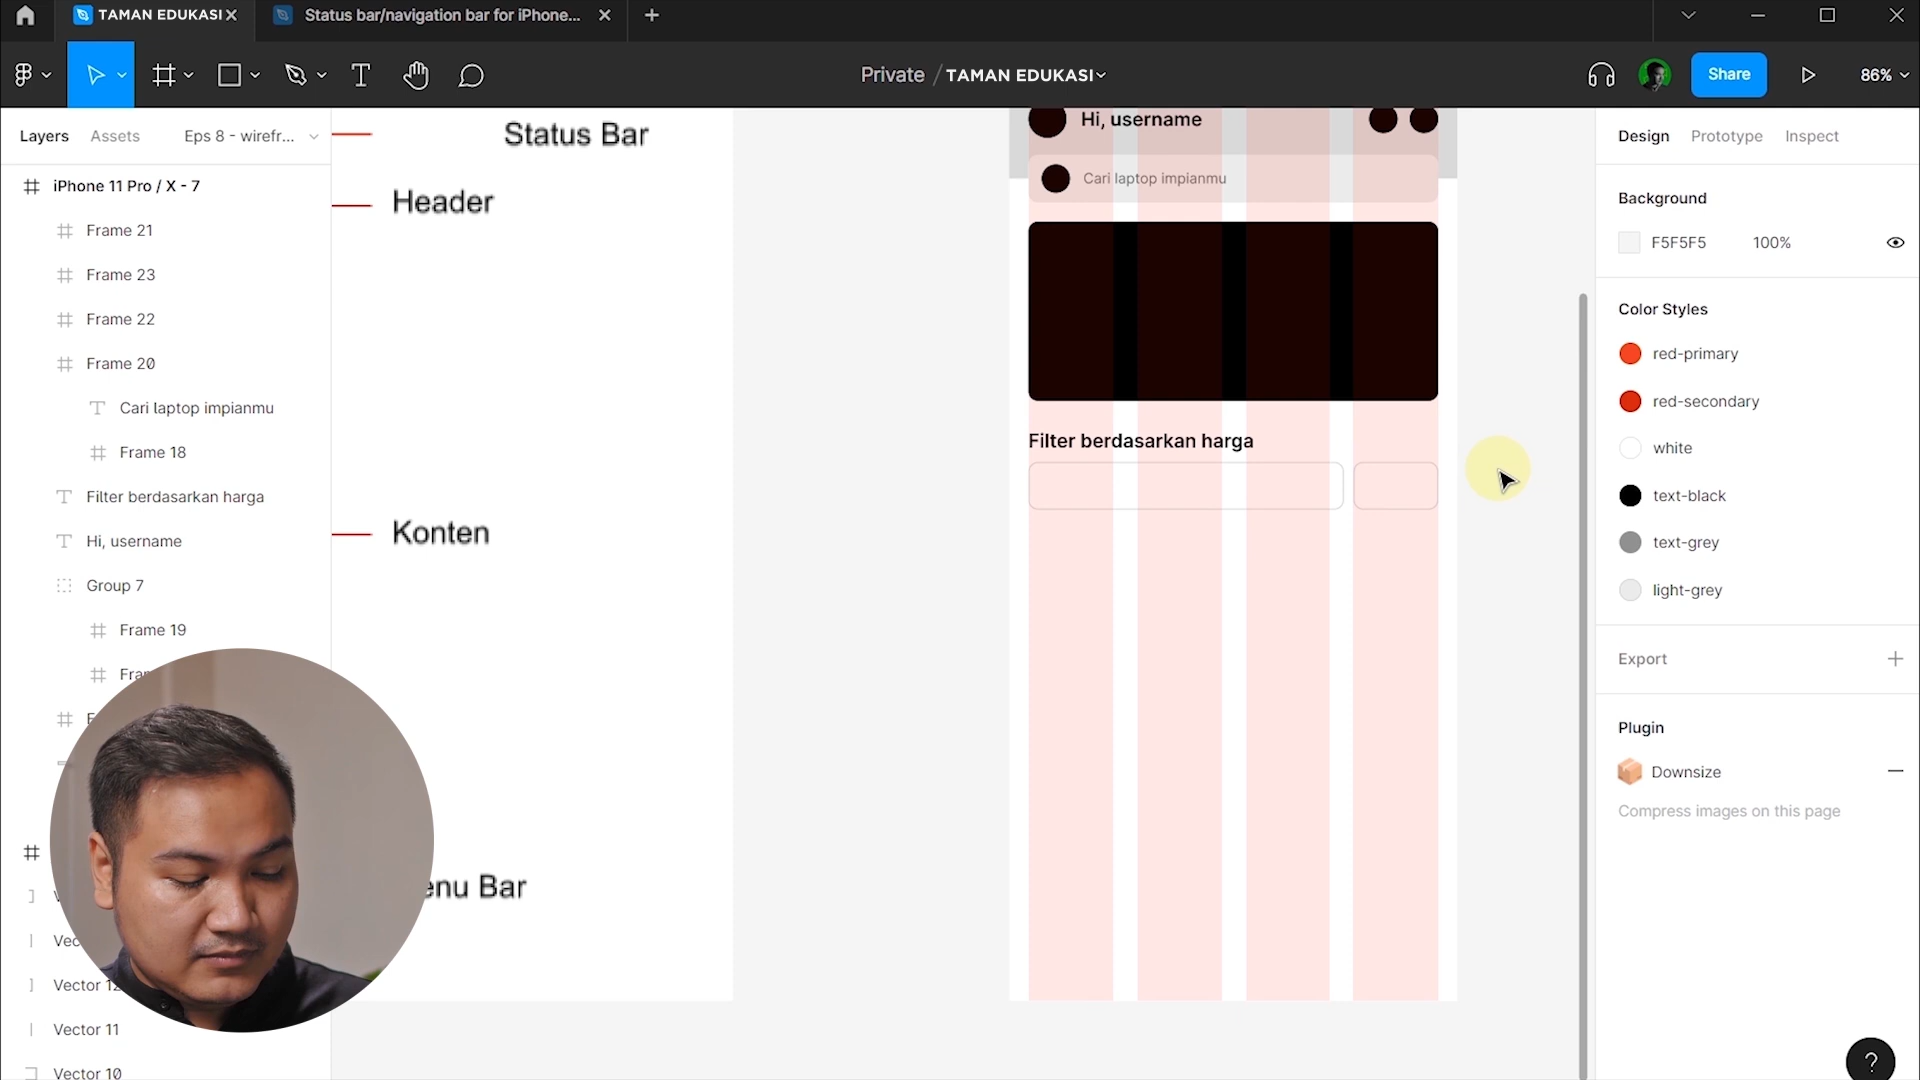 TAMAN EDUKASI
Status bar/navigation bar for iPhone...
Private / TAMAN EDUKASI
Share
86%
Layers
Assets
Eps 8 - wirefr...
iPhone 11 Pro / X - 7
Frame 21
Frame 23
Frame 22
Frame 20
Cari laptop impianmu
Frame 18
Filter berdasarkan harga
Hi, username
Group 7
Frame 19
Vector 11
Vector 10
Status Bar
Header
Konten
enu Bar
Hi, username
Cari laptop impianmu
Filter berdasarkan harga
Design
Prototype
Inspect
Background
F5F5F5
100%
Color Styles
red-primary
red-secondary
white
text-black
text-grey
light-grey
Export
Plugin
Downsize
Compress images on this page
?